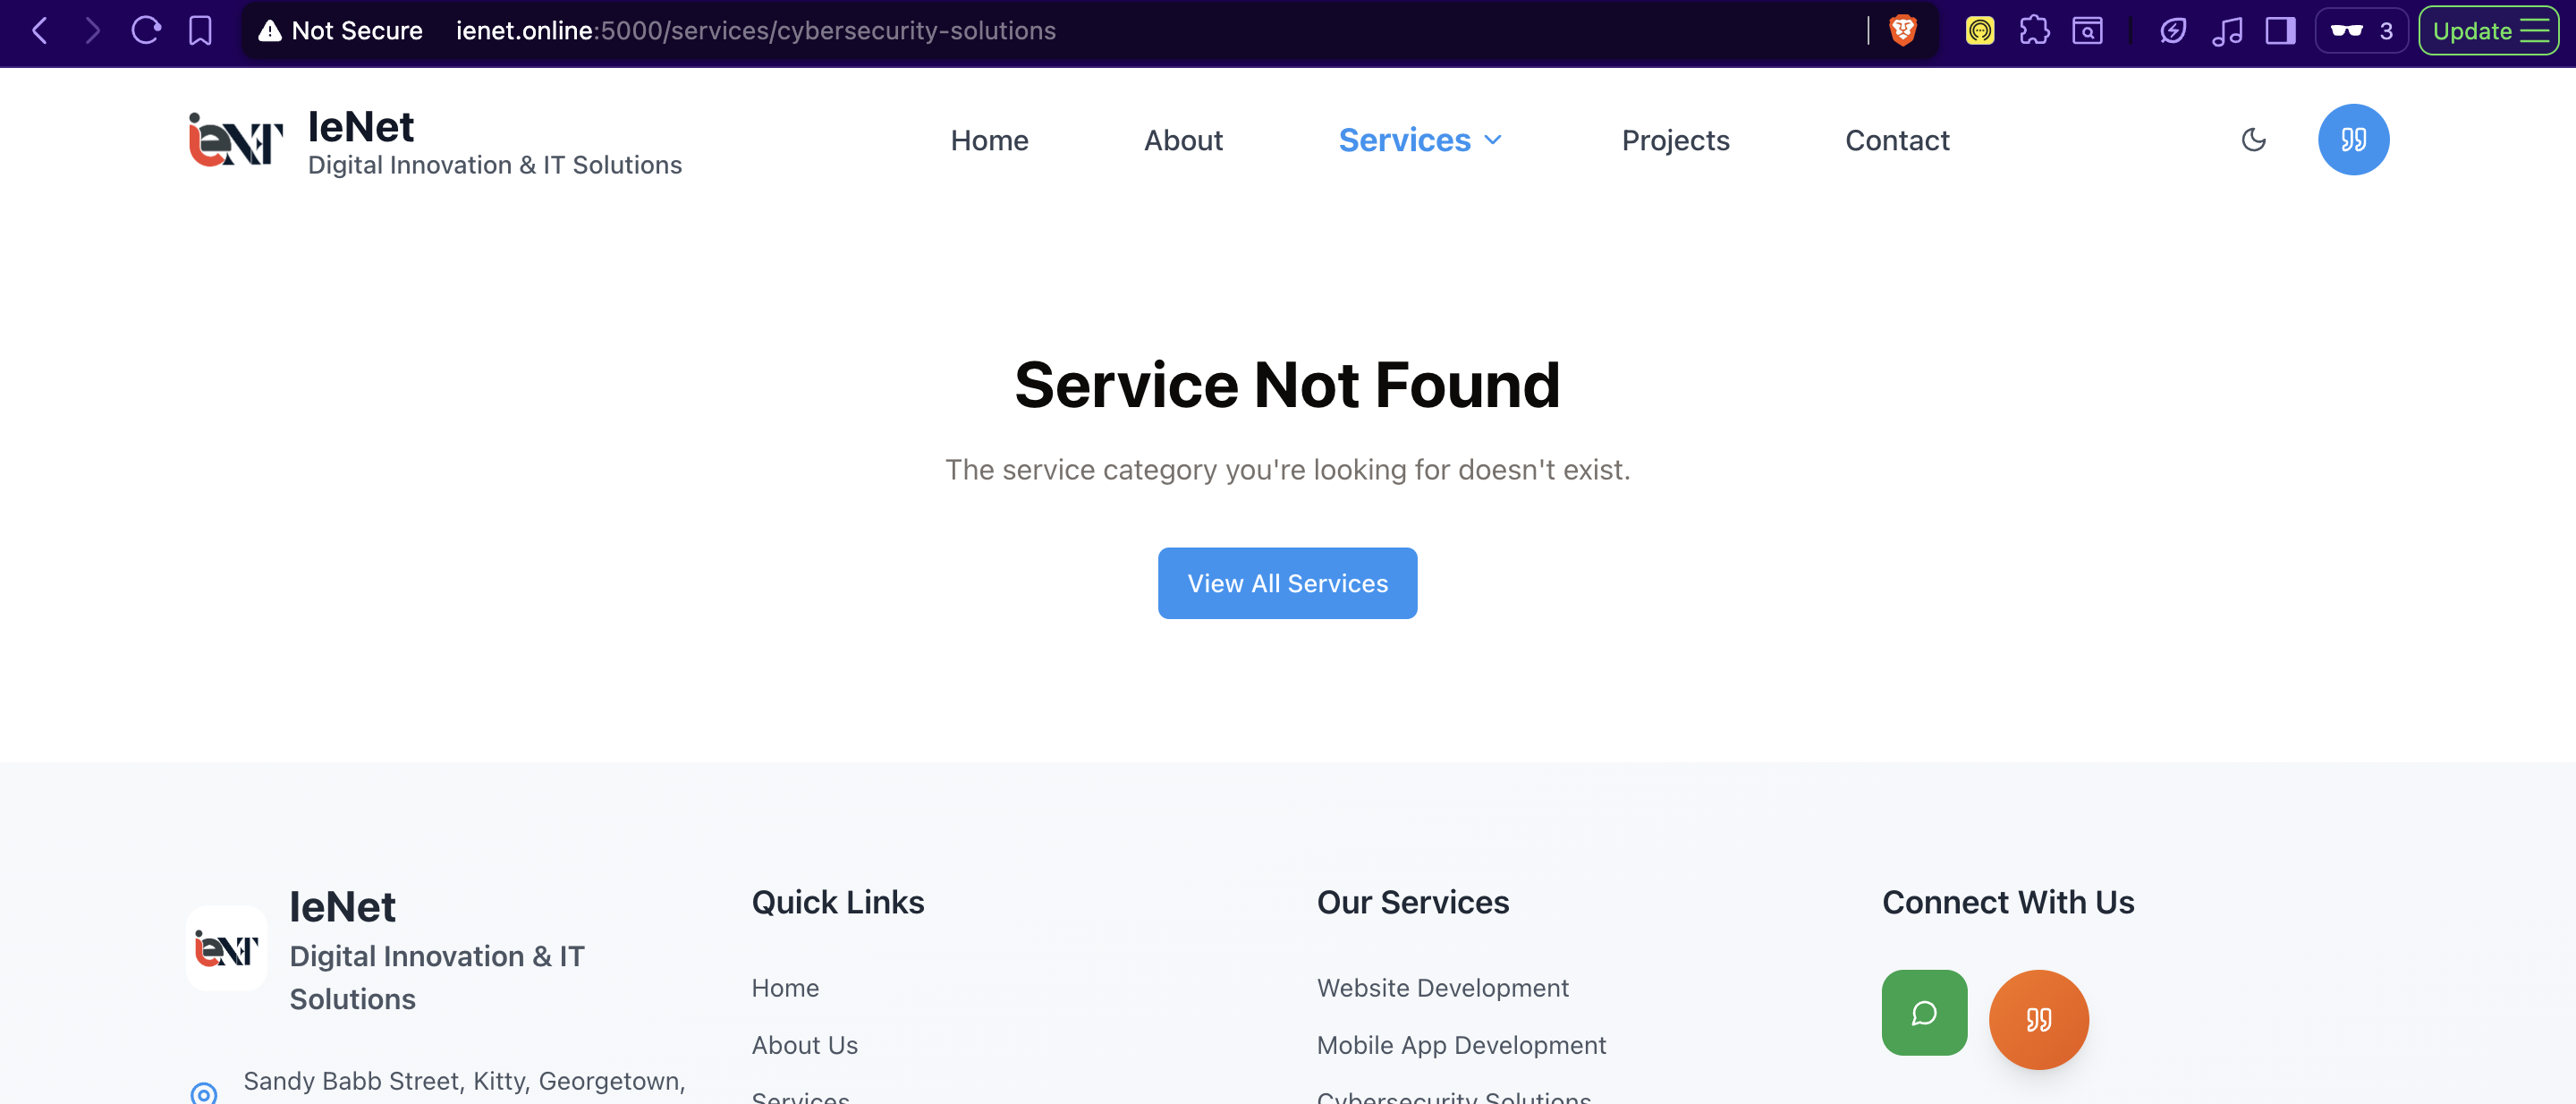 Not Secure ienet.online:5000/services/cybersecurity-solutions 3 Update
ieNET IeNet
Digital Innovation & IT Solutions
Home About Services Projects Contact
Service Not Found
The service category you're looking for doesn't exist.
View All Services
ieNET IeNet
Digital Innovation & IT
Solutions
Sandy Babb Street, Kitty, Georgetown,
Quick Links
Home
About Us
Services
Our Services
Website Development
Mobile App Development
Cybersecurity Solutions
Connect With Us